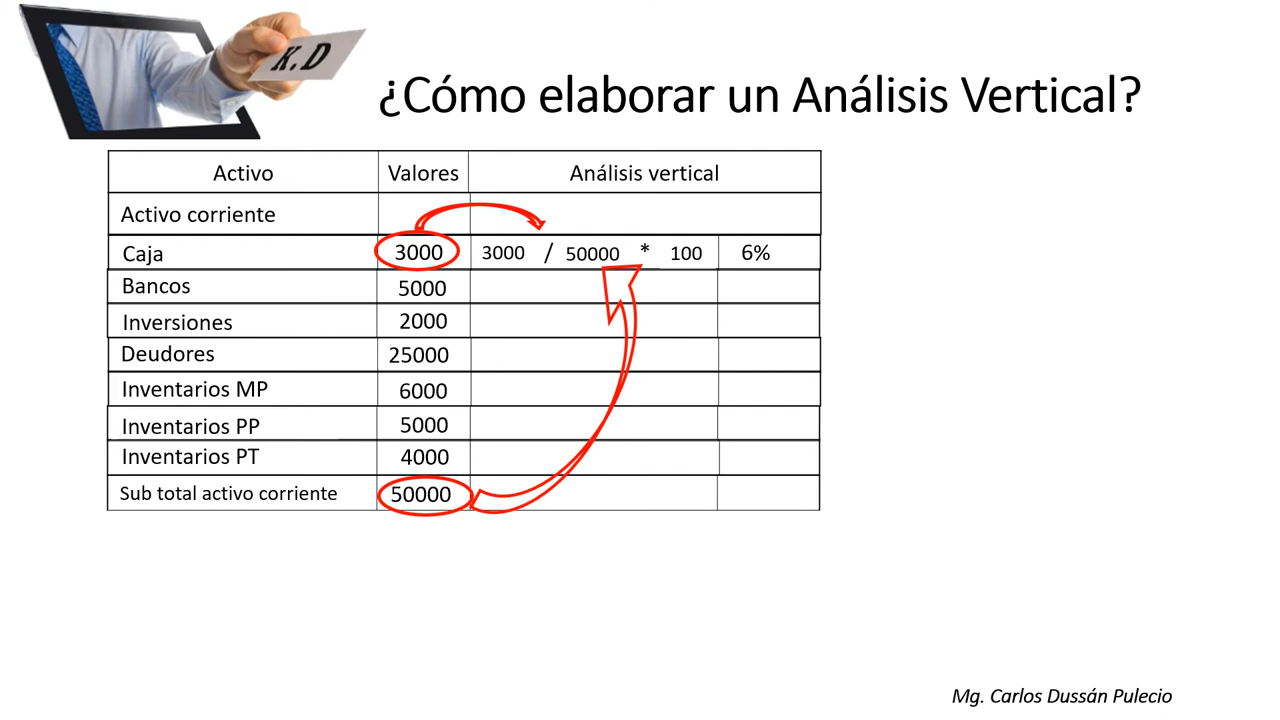 K.D
¿Cómo elaborar un Análisis Vertical?
Activo Valores Análisis vertical
Activo corriente
Caja 3000 3000 / 50000 * 100 6%
Bancos 5000
Inversiones 2000
Deudores 25000
Inventarios MP 6000
Inventarios PP 5000
Inventarios PT 4000
Sub total activo corriente 50000
Mg. Carlos Dussán Pulecio